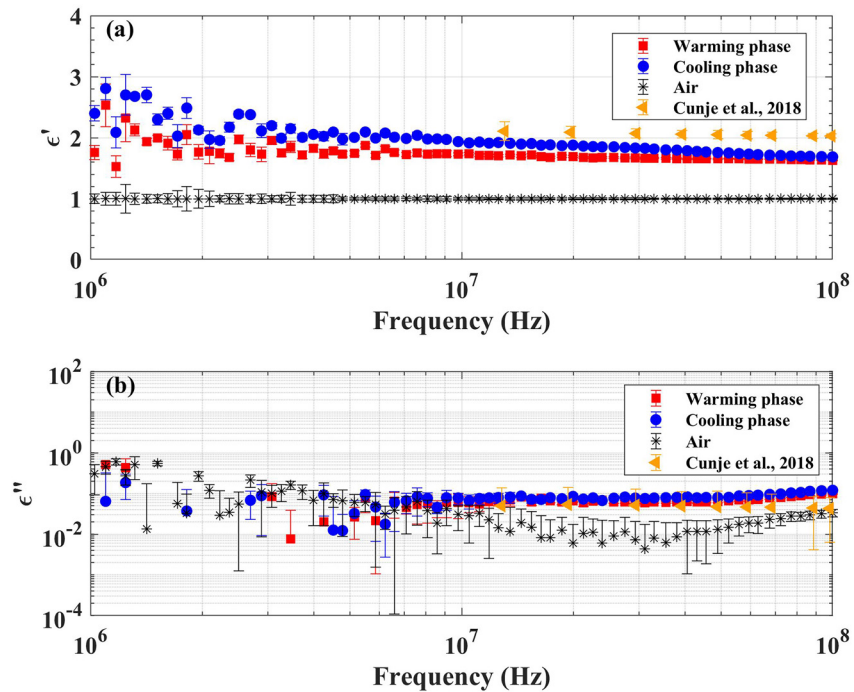 (a)
Warming phase
Cooling phase
Air
Cunje et al., 2018
4
3
2
1
0
ϵ'
10^6
10^7
10^8
Frequency (Hz)
(b)
Warming phase
Cooling phase
Air
Cunje et al., 2018
10^2
10^0
10^-2
10^-4
ϵ"
10^6
10^7
10^8
Frequency (Hz)